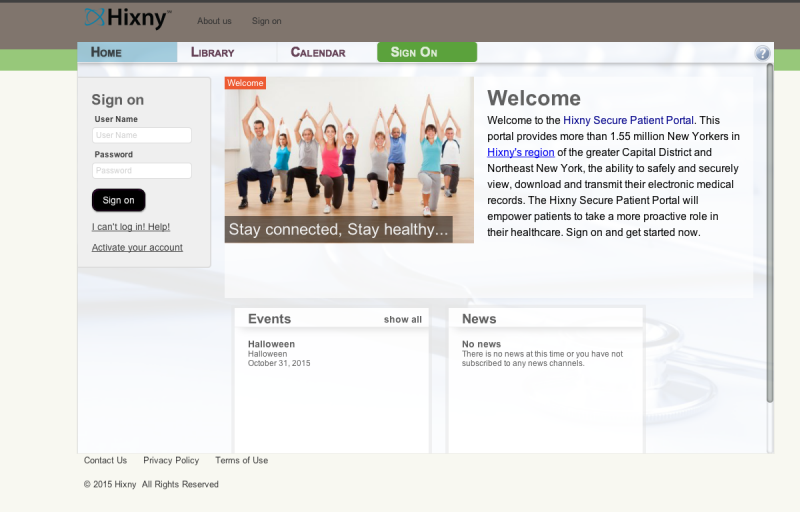 Hixny™
About us
Sign on
Home
Library
Calendar
Sign On
?
Sign on
User Name
User Name
Password
Password
Sign on
I can't log in! Help!
Activate your account
Welcome
Stay connected, Stay healthy...
Welcome
Welcome to the Hixny Secure Patient Portal. This
portal provides more than 1.55 million New Yorkers in
Hixny's region of the greater Capital District and
Northeast New York, the ability to safely and securely
view, download and transmit their electronic medical
records. The Hixny Secure Patient Portal will
empower patients to take a more proactive role in
their healthcare. Sign on and get started now.
Events
show all
Halloween
Halloween
October 31, 2015
News
No news
There is no news at this time or you have not
subscribed to any news channels.
Contact Us
Privacy Policy
Terms of Use
© 2015 Hixny All Rights Reserved